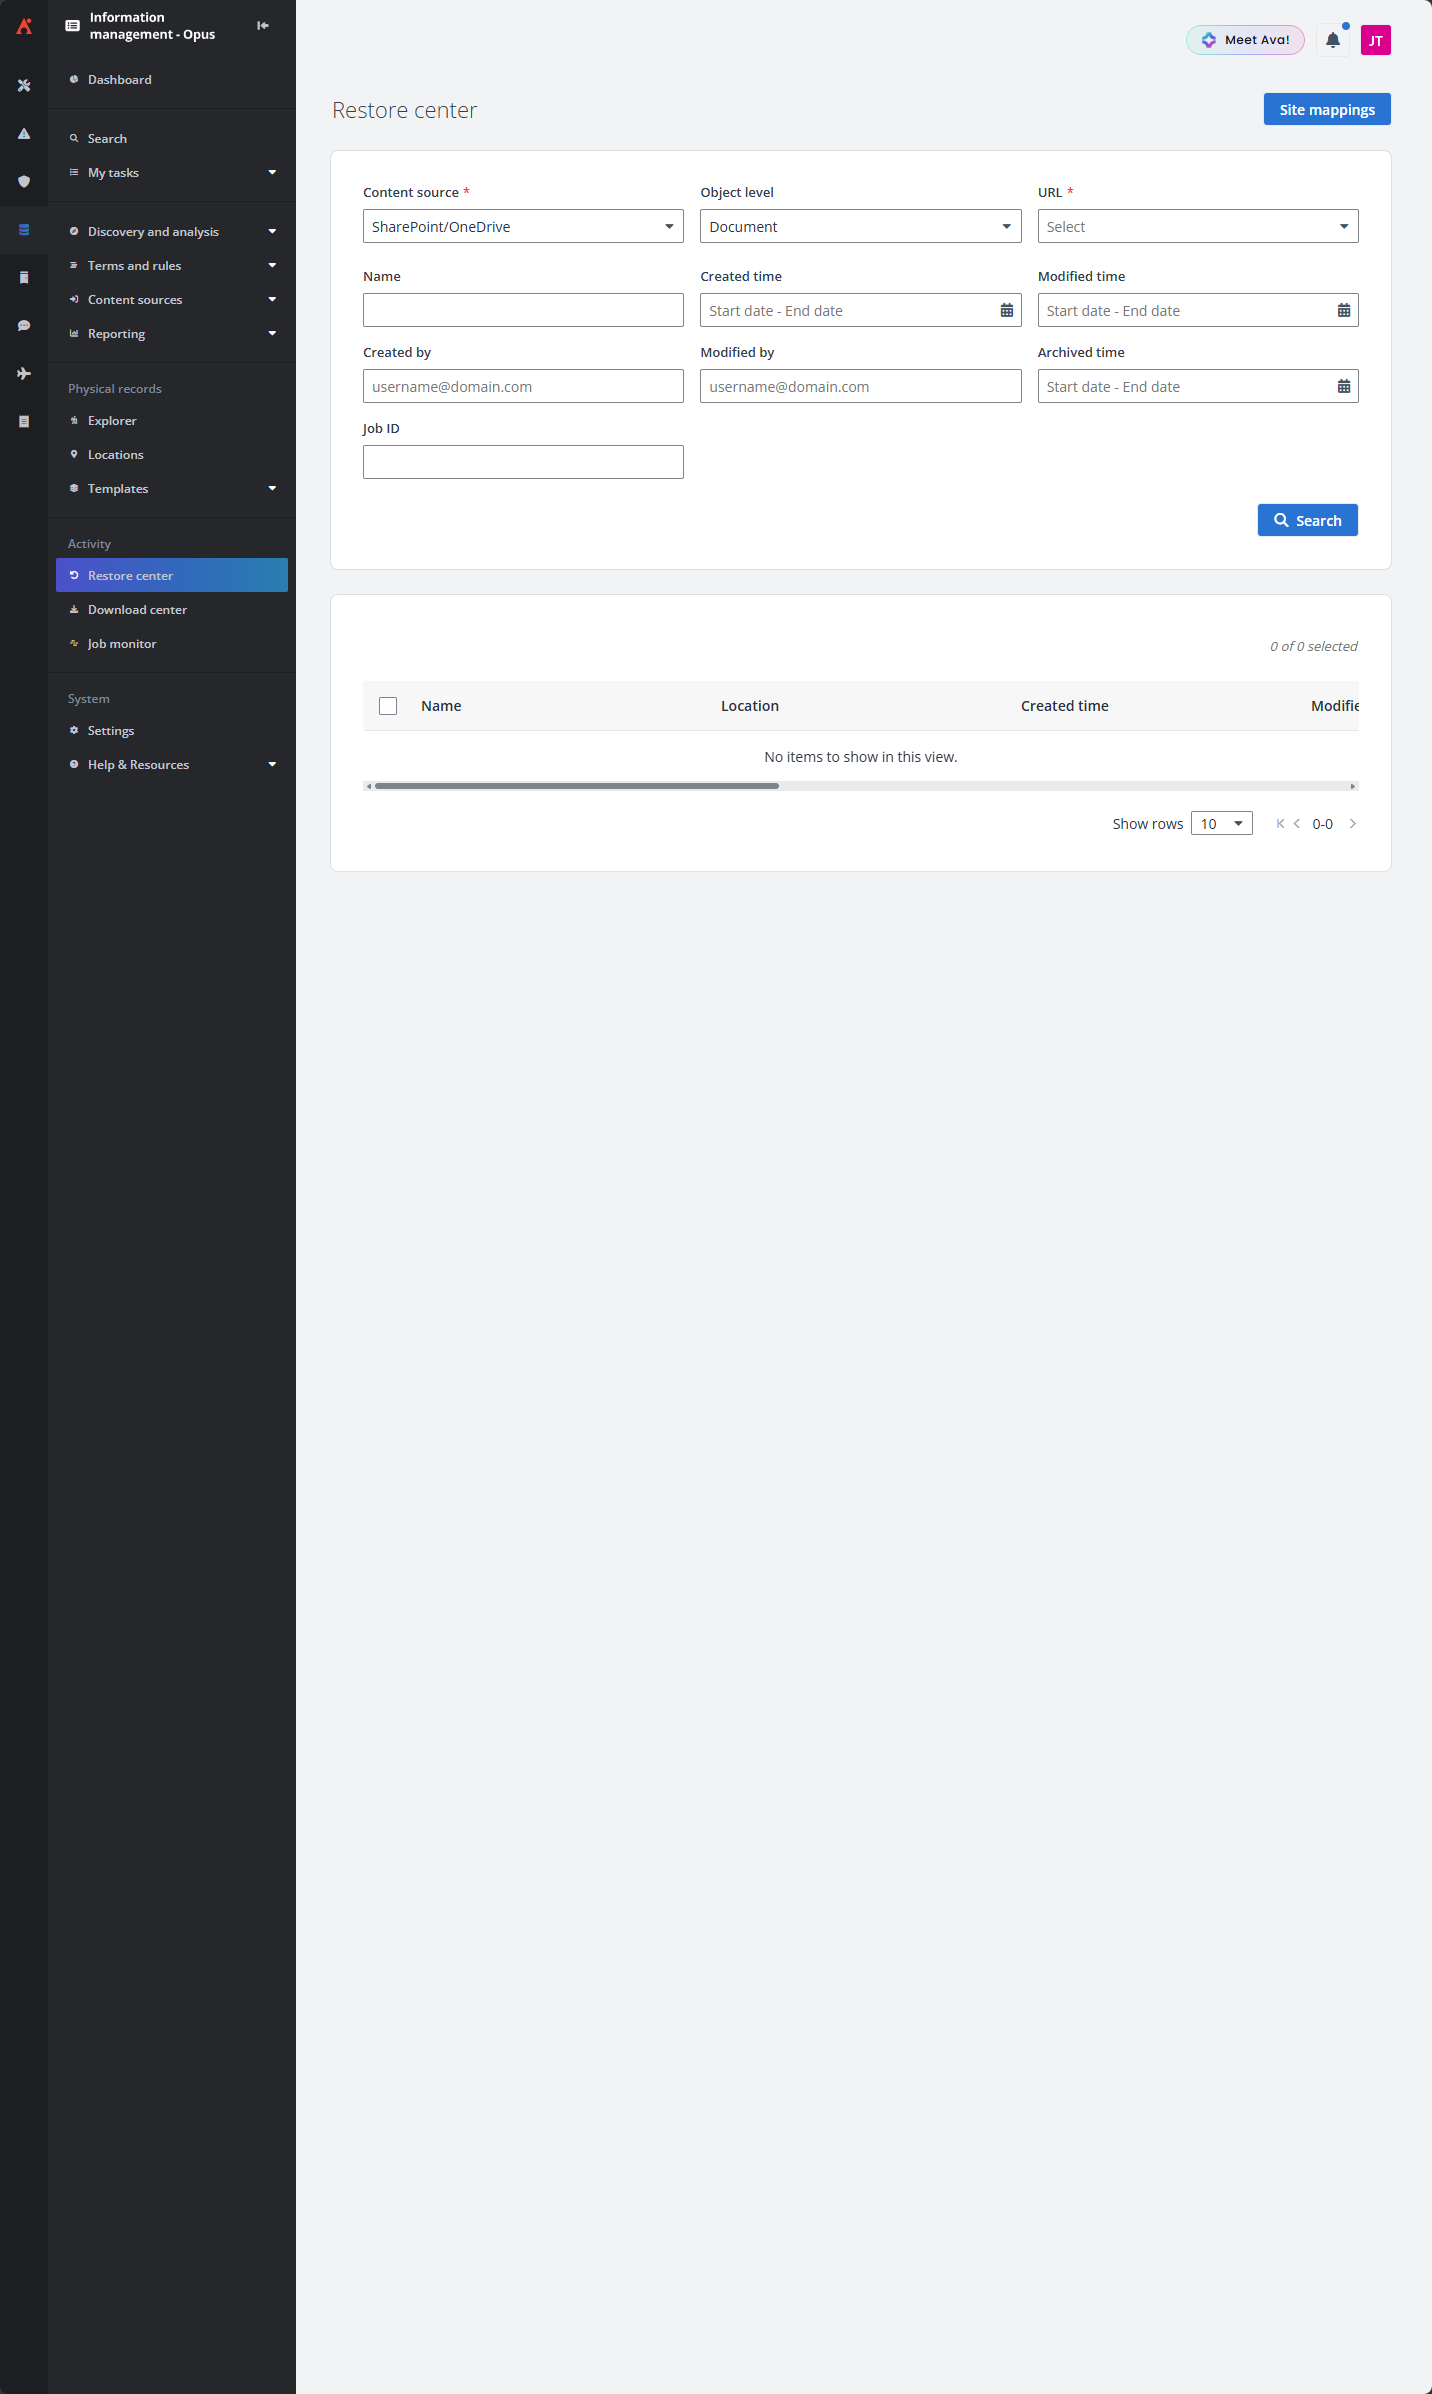 Information
management - Opus
Dashboard
Search
My tasks
Discovery and analysis
Terms and rules
Content sources
Reporting
Physical records
Explorer
Locations
Templates
Activity
Restore center
Download center
Job monitor
System
Settings
Help & Resources
Meet Ava!
JT
Restore center
Site mappings
Content source *
Object level
URL *
SharePoint/OneDrive
Document
Select
Name
Created time
Modified time
Start date - End date
Start date - End date
Created by
Modified by
Archived time
username@domain.com
username@domain.com
Start date - End date
Job ID
Search
0 of 0 selected
Name
Location
Created time
Modifie
No items to show in this view.
Show rows
10
0-0